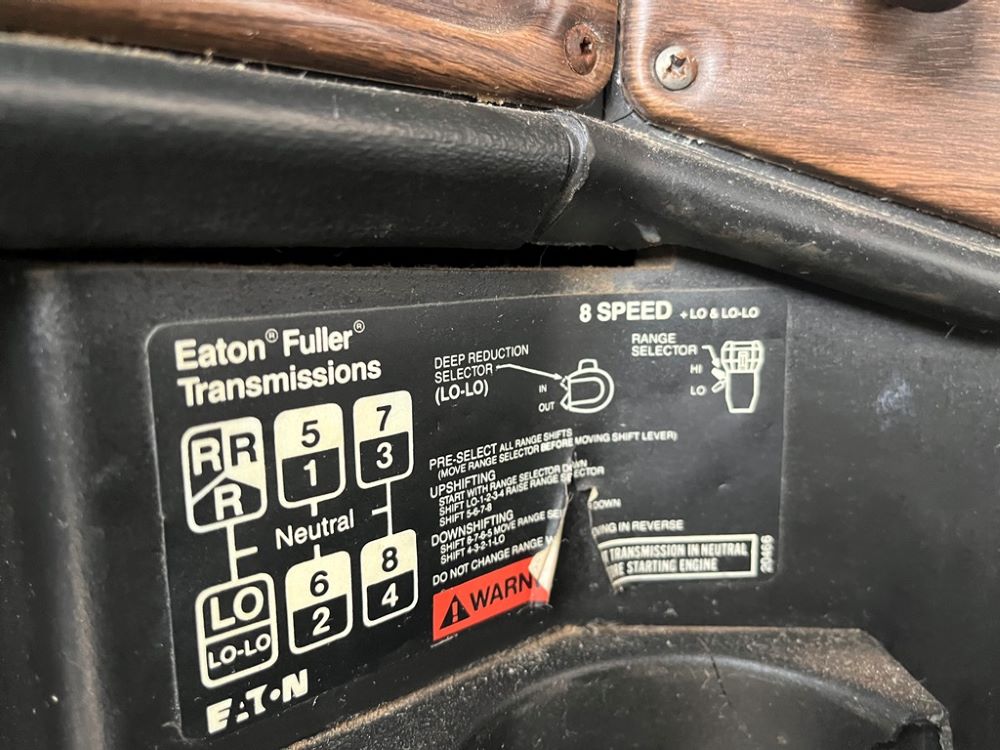 8 SPEED + LO & LO-LO
Eaton® Fuller®
Transmissions
DEEP REDUCTION
SELECTOR
(LO-LO)
IN
OUT
RANGE
SELECTOR
HI
LO
R R
R
5
1
7
3
Neutral
LO
LO-LO
6
2
8
4
PRE-SELECT ALL RANGE SHIFTS
(MOVE RANGE SELECTOR BEFORE MOVING SHIFT LEVER)
UPSHIFTING
START WITH RANGE SELECTOR DOWN
SHIFT LO-1-2-3-4 RAISE RANGE SELECTOR
SHIFT 5-6-7-8
DOWNSHIFTING
SHIFT 8-7-6-5 MOVE RANGE DOWN
SHIFT 4-3-2-1-LO
DO NOT CHANGE RANGE IN REVERSE
WARN
TRANSMISSION IN NEUTRAL
STARTING ENGINE
20466
EATON